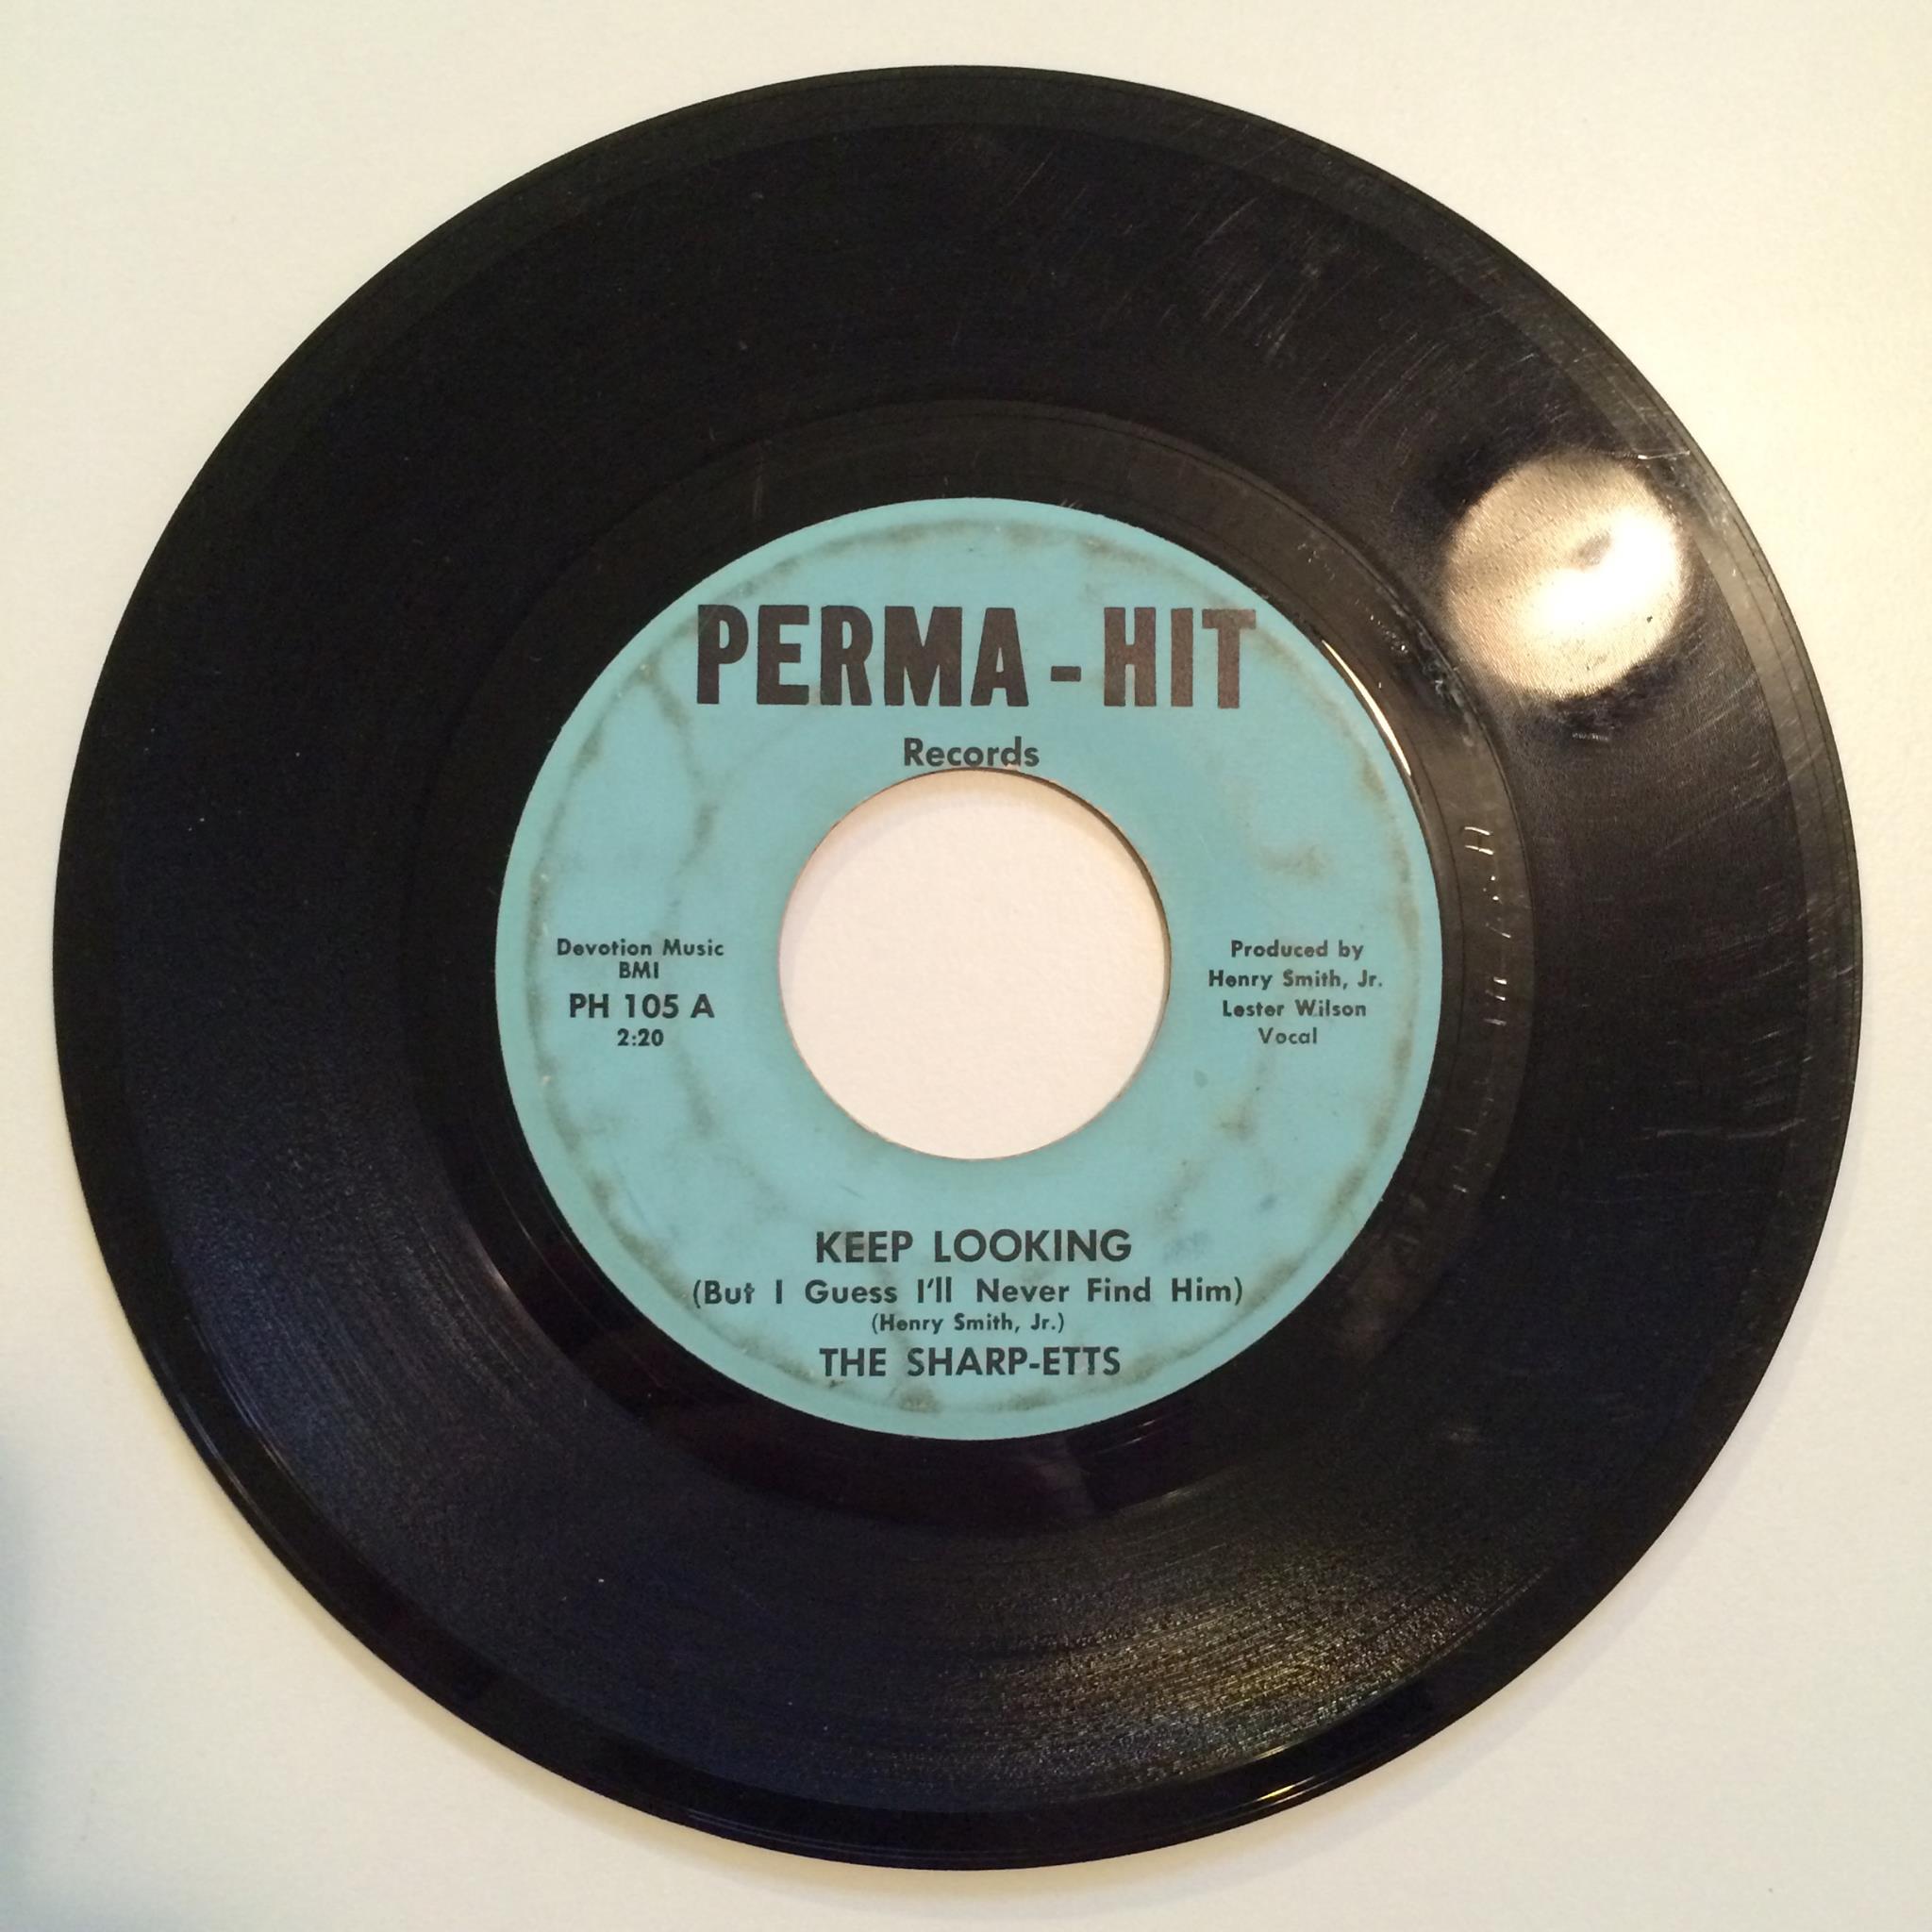 PERMA - HIT
Records
Devotion Music
BMI
PH 105 A
2:20
Produced by
Henry Smith, Jr.
Lester Wilson
Vocal
KEEP LOOKING
(But I Guess I'll Never Find Him)
(Henry Smith, Jr.)
THE SHARP-ETTS